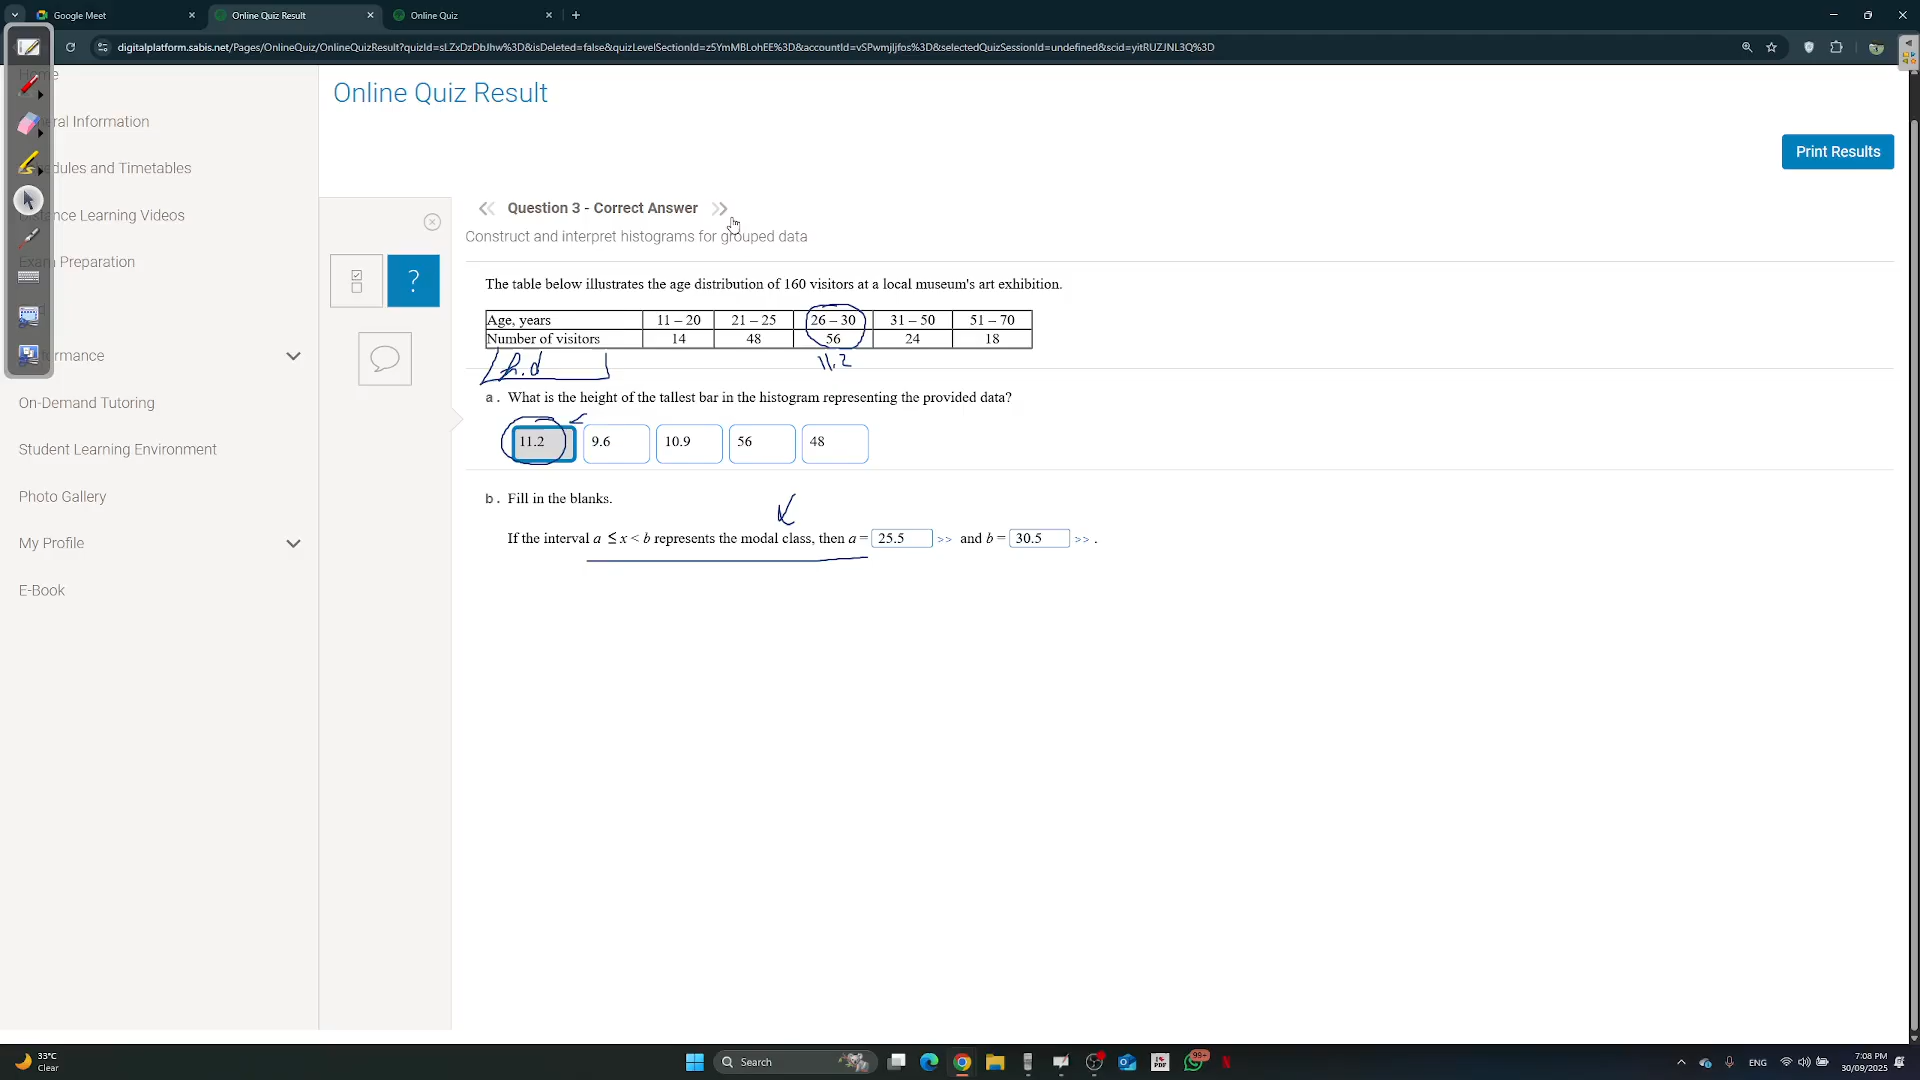 Google Meet
Online Quiz Result
Online Quiz
digitalplatform.sabis.net/Pages/OnlineQuiz/OnlineQuizResult?quizId=sLZxDzDbJhw%3D&isDeleted=false&quizLevelSectionId=z5YmMBLohEE%3D&accountId=vSPwmjljfos%3D&selectedQuizSessionId=undefined&scid=yitRUZJNL3Q%3D
Online Quiz Result
Print Results
Home
eral Information
edules and Timetables
stance Learning Videos
Exam Preparation
rmance
On-Demand Tutoring
Student Learning Environment
Photo Gallery
My Profile
E-Book
Question 3 - Correct Answer
Construct and interpret histograms for grouped data
The table below illustrates the age distribution of 160 visitors at a local museum's art exhibition.
Age, years 11 – 20 21 – 25 26 – 30 31 – 50 51 – 70
Number of visitors 14 48 56 24 18
f.d 11.2
a. What is the height of the tallest bar in the histogram representing the provided data?
11.2 9.6 10.9 56 48
b. Fill in the blanks.
If the interval a ≤ x < b represents the modal class, then a = 25.5 >> and b = 30.5 >> .
33°C
Clear
Search
99+
ENG
7:08 PM
30/09/2025